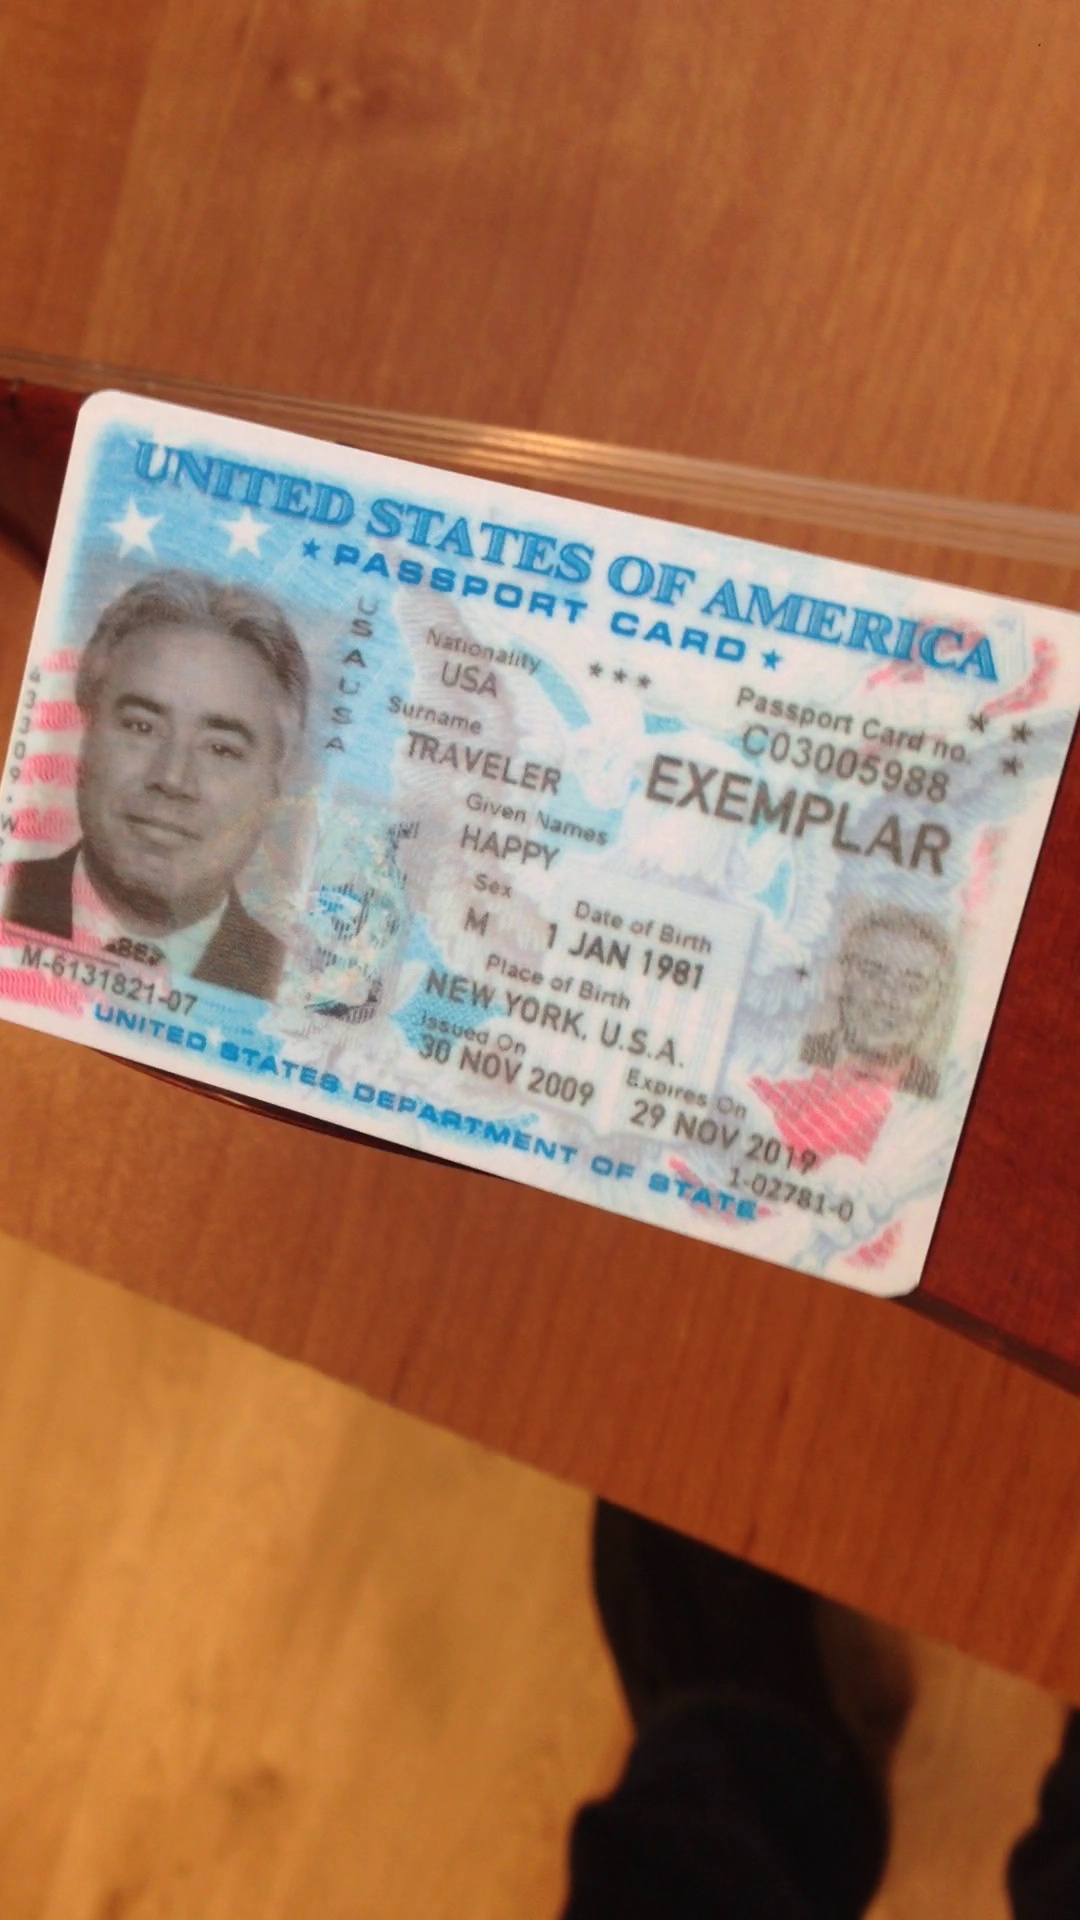 UNITED STATES OF AMERICA
★ PASSPORT CARD ★
USAUSA
Nationality
USA
***
Passport Card no.
C03005988
Surname
TRAVELER
EXEMPLAR
Given Names
HAPPY
Sex
M
Date of Birth
1 JAN 1981
Place of Birth
NEW YORK, U.S.A.
Issued On
30 NOV 2009
Expires On
29 NOV 2019
M-6131821-07
1-02781-0
UNITED STATES DEPARTMENT OF STATE